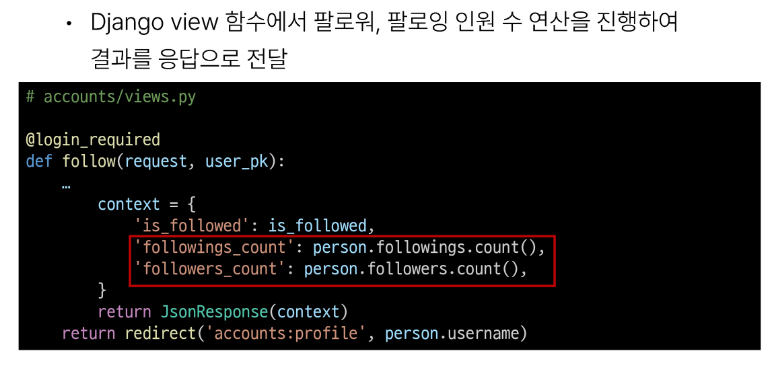 • Django view 함수에서 팔로워, 팔로잉 인원 수 연산을 진행하여
결과를 응답으로 전달
# accounts/views.py
@login_required
def follow(request, user_pk):
    …
        context = {
            'is_followed': is_followed,
            'followings_count': person.followings.count(),
            'followers_count': person.followers.count(),
        }
        return JsonResponse(context)
    return redirect('accounts:profile', person.username)